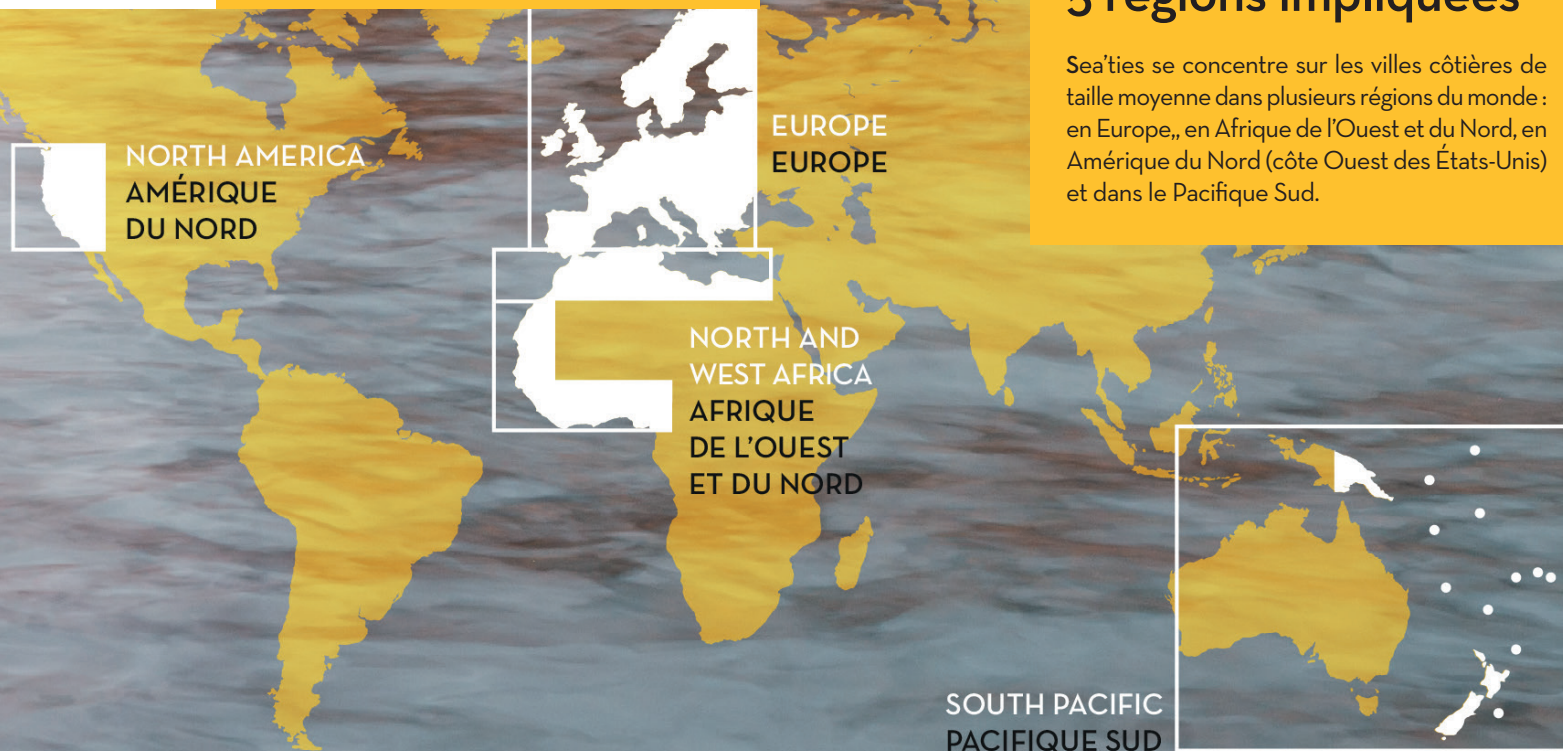 5 régions impliquées
Sea’ties se concentre sur les villes côtières de
taille moyenne dans plusieurs régions du monde :
en Europe,, en Afrique de l’Ouest et du Nord, en
Amérique du Nord (côte Ouest des États-Unis)
et dans le Pacifique Sud.
NORTH AMERICA
AMÉRIQUE
DU NORD
EUROPE
EUROPE
NORTH AND
WEST AFRICA
AFRIQUE
DE L’OUEST
ET DU NORD
SOUTH PACIFIC
PACIFIQUE SUD